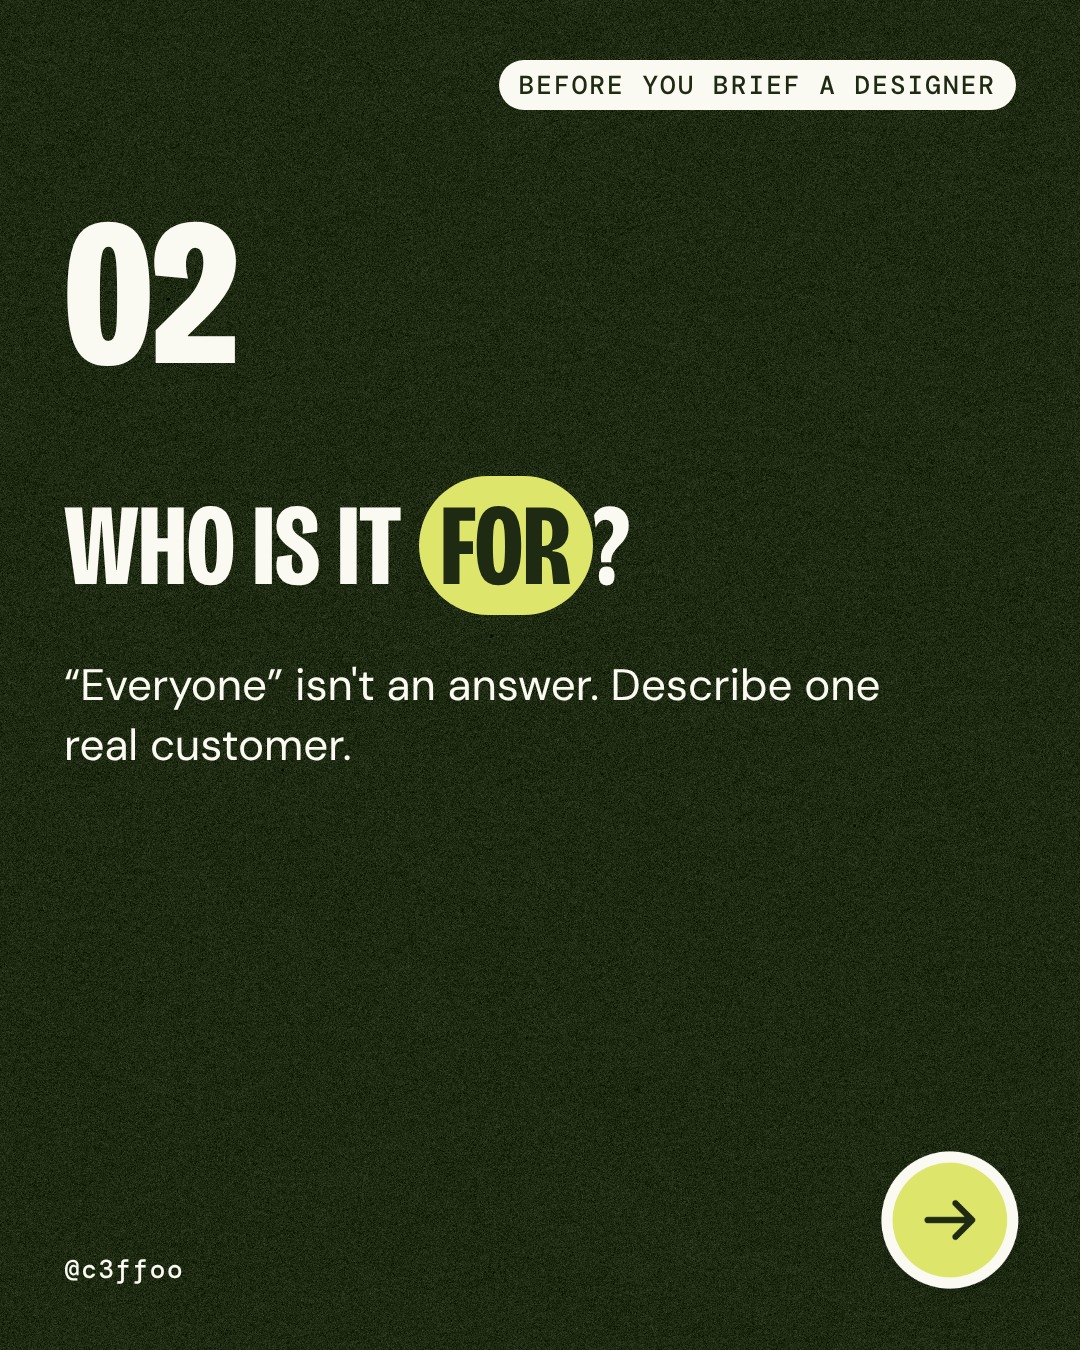 BEFORE YOU BRIEF A DESIGNER
02
WHO IS IT FOR?
“Everyone” isn't an answer. Describe one
real customer.
@c3ffoo